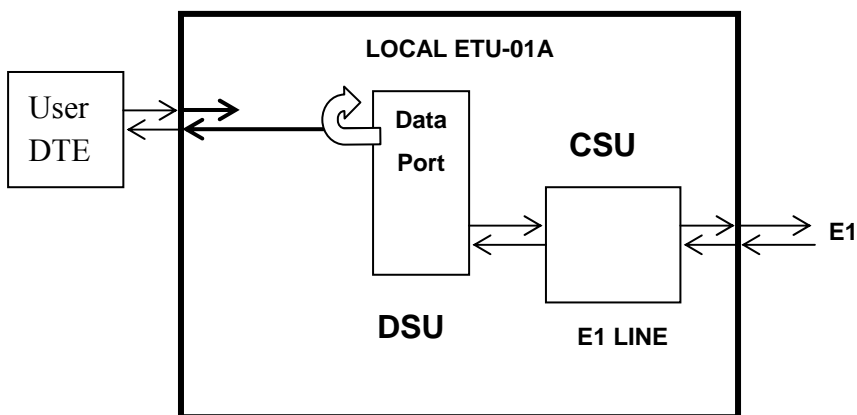 LOCAL ETU-01A
User
DTE
Data
Port
CSU
E1
DSU
E1 LINE